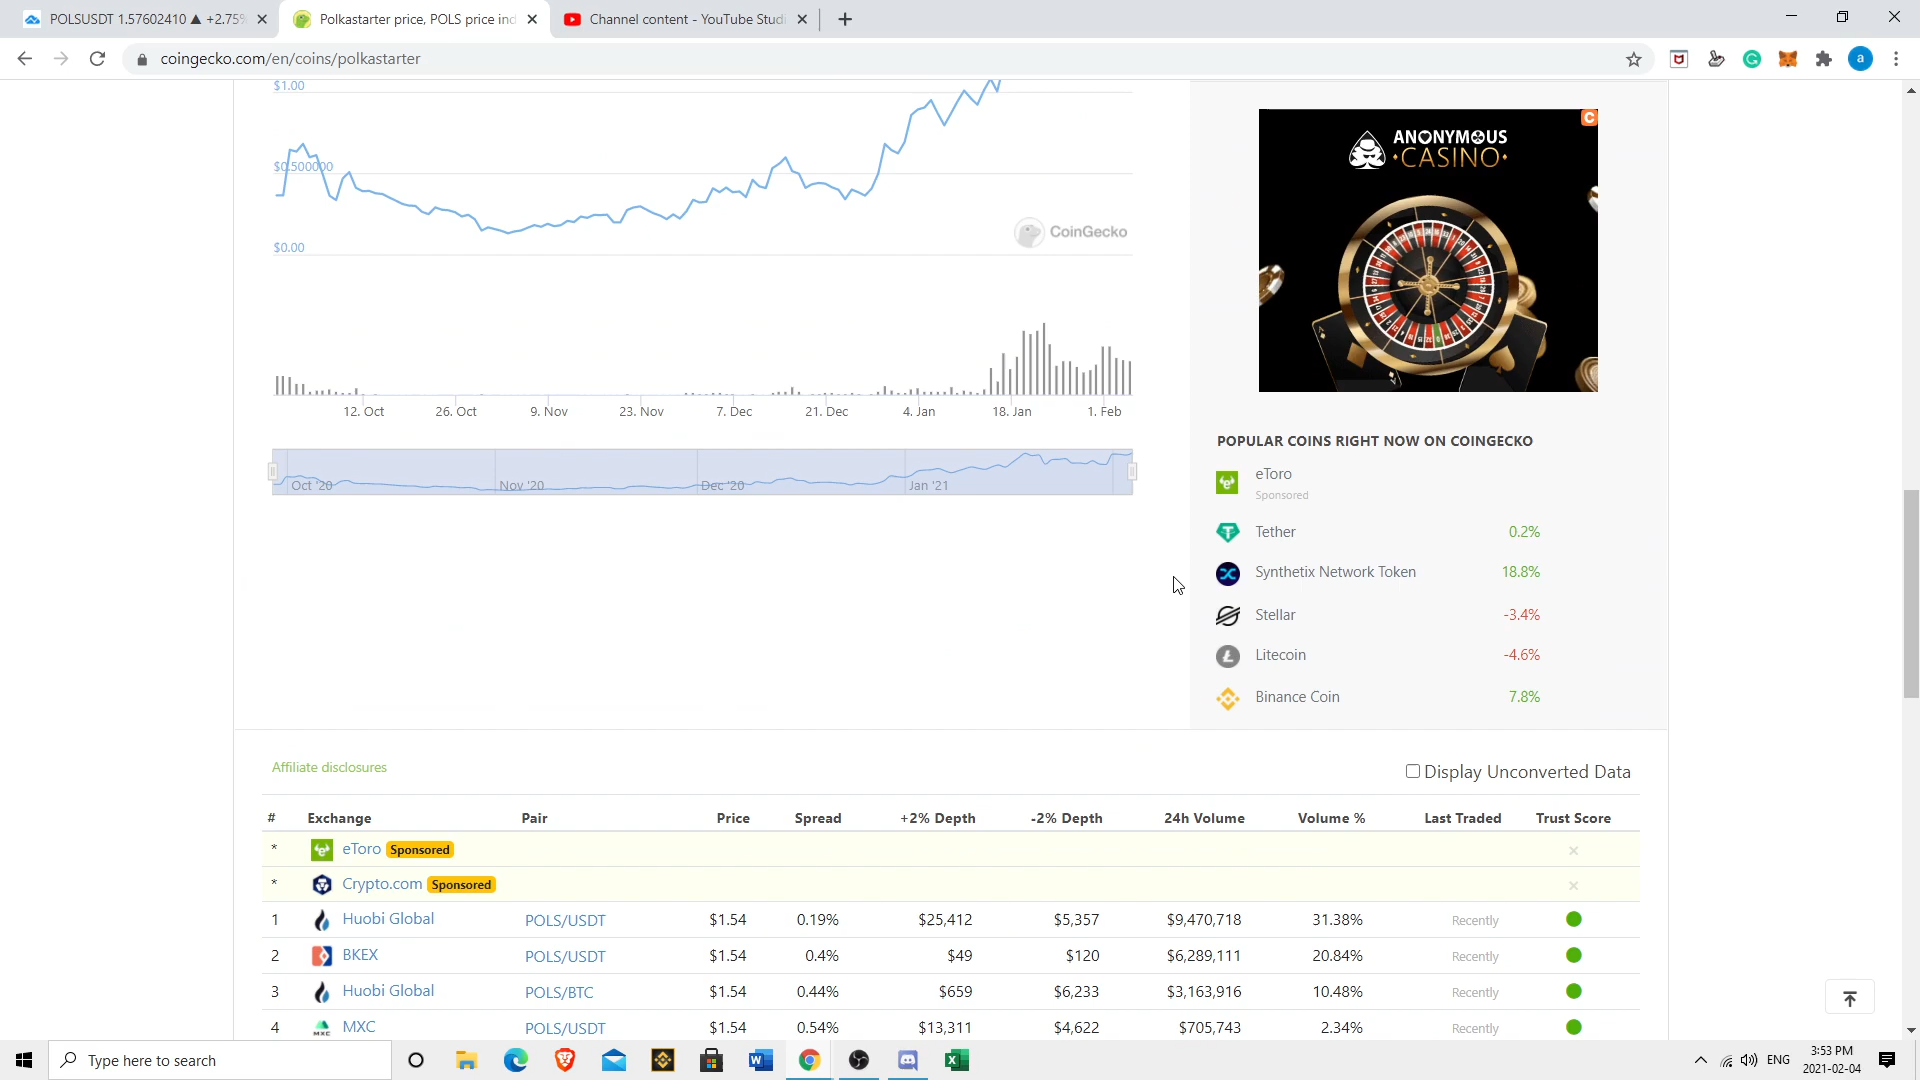 POLSUSDT 1.57602410 ▲ +2.75%
Polkastarter price, POLS price ind
Channel content - YouTube Studi
coingecko.com/en/coins/polkastarter
a
$1.00
$0.500000
$0.00
CoinGecko
12. Oct 26. Oct 9. Nov 23. Nov 7. Dec 21. Dec 4. Jan 18. Jan 1. Feb
Oct '20 Nov '20 Dec '20 Jan '21
C
ANONYMOUS
CASINO
POPULAR COINS RIGHT NOW ON COINGECKO
eToro
Sponsored
Tether 0.2%
Synthetix Network Token 18.8%
Stellar -3.4%
Litecoin -4.6%
Binance Coin 7.8%
Affiliate disclosures
Display Unconverted Data
# Exchange Pair Price Spread +2% Depth -2% Depth 24h Volume Volume % Last Traded Trust Score
* eToro Sponsored
* Crypto.com Sponsored
1 Huobi Global POLS/USDT $1.54 0.19% $25,412 $5,357 $9,470,718 31.38% Recently
2 BKEX POLS/USDT $1.54 0.4% $49 $120 $6,289,111 20.84% Recently
3 Huobi Global POLS/BTC $1.54 0.44% $659 $6,233 $3,163,916 10.48% Recently
4 MXC POLS/USDT $1.54 0.54% $13,311 $4,622 $705,743 2.34% Recently
Type here to search
ENG
3:53 PM
2021-02-04